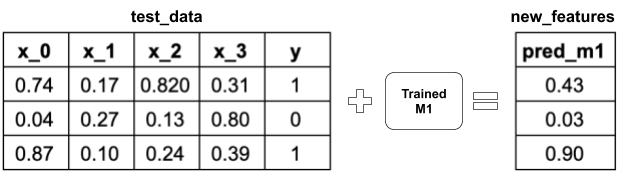 test_data
new_features
x_0 x_1 x_2 x_3 y
pred_m1
0.74 0.17 0.820 0.31 1
0.43
Trained
M1
0.04 0.27 0.13 0.80 0
0.03
0.87 0.10 0.24 0.39 1
0.90